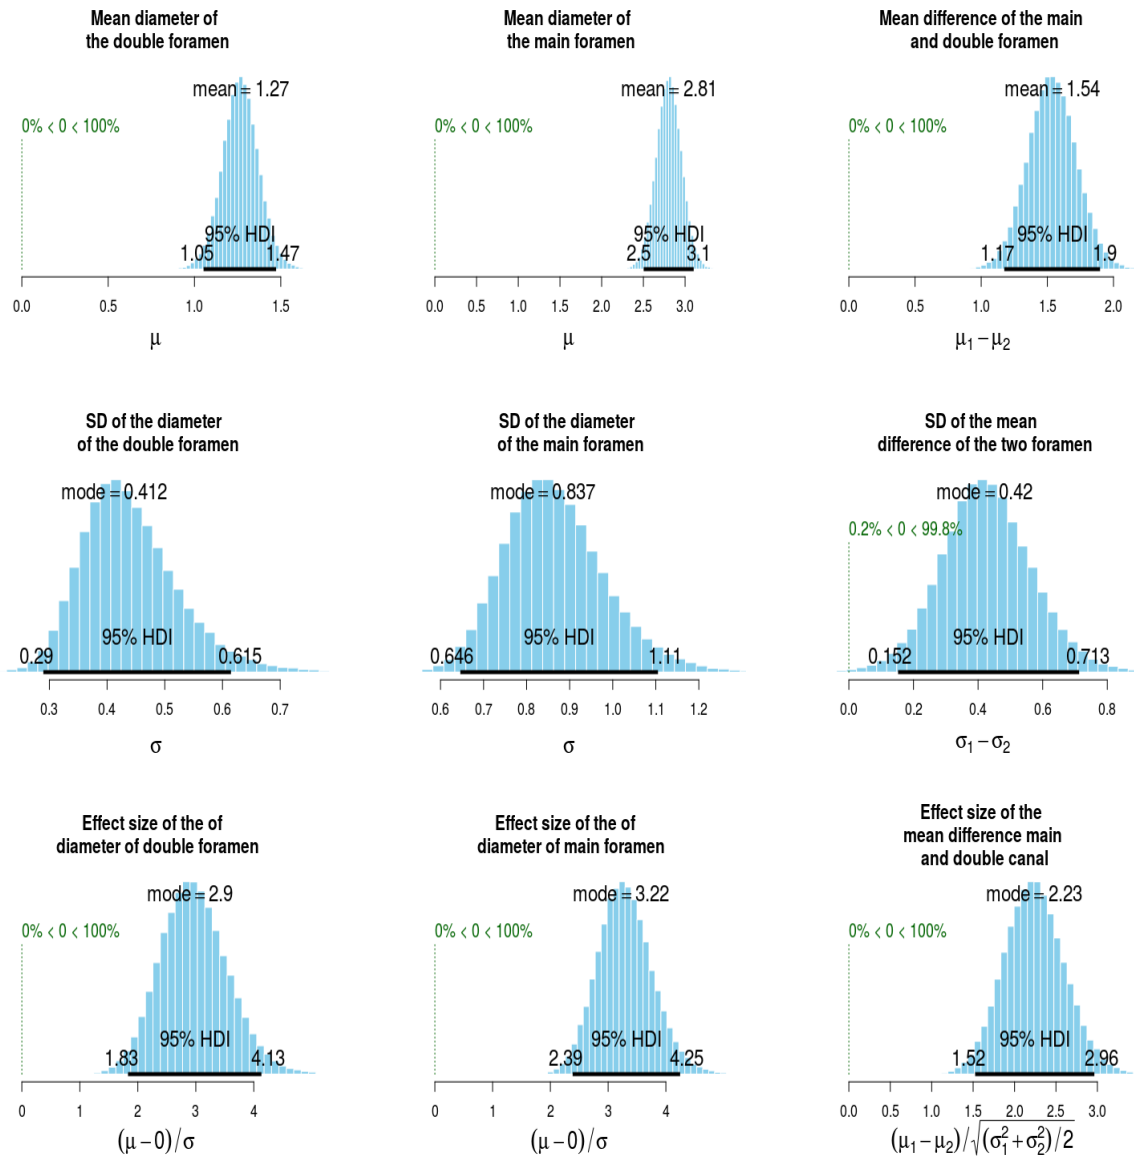 Mean diameter of
the double foramen
mean = 1.27
0% < 0 < 100%
95% HDI
1.05 1.47
0.0 0.5 1.0 1.5
μ
Mean diameter of
the main foramen
mean = 2.81
0% < 0 < 100%
95% HDI
2.5 3.1
0.0 0.5 1.0 1.5 2.0 2.5 3.0
μ
Mean difference of the main
and double foramen
mean = 1.54
0% < 0 < 100%
95% HDI
1.17 1.9
0.0 0.5 1.0 1.5 2.0
μ1 − μ2
SD of the diameter
of the double foramen
mode = 0.412
95% HDI
0.29 0.615
0.3 0.4 0.5 0.6 0.7
σ
SD of the diameter
of the main foramen
mode = 0.837
95% HDI
0.646 1.11
0.6 0.7 0.8 0.9 1.0 1.1 1.2
σ
SD of the mean
difference of the two foramen
mode = 0.42
0.2% < 0 < 99.8%
95% HDI
0.152 0.713
0.0 0.2 0.4 0.6 0.8
σ1 − σ2
Effect size of the of
diameter of double foramen
mode = 2.9
0% < 0 < 100%
95% HDI
1.83 4.13
0 1 2 3 4
(μ − 0)/σ
Effect size of the of
diameter of main foramen
mode = 3.22
0% < 0 < 100%
95% HDI
2.39 4.25
0 1 2 3 4
(μ − 0)/σ
Effect size of the
mean difference main
and double canal
mode = 2.23
0% < 0 < 100%
95% HDI
1.52 2.96
0.0 0.5 1.0 1.5 2.0 2.5 3.0
(μ1 − μ2)/√(σ1² + σ2²)/2